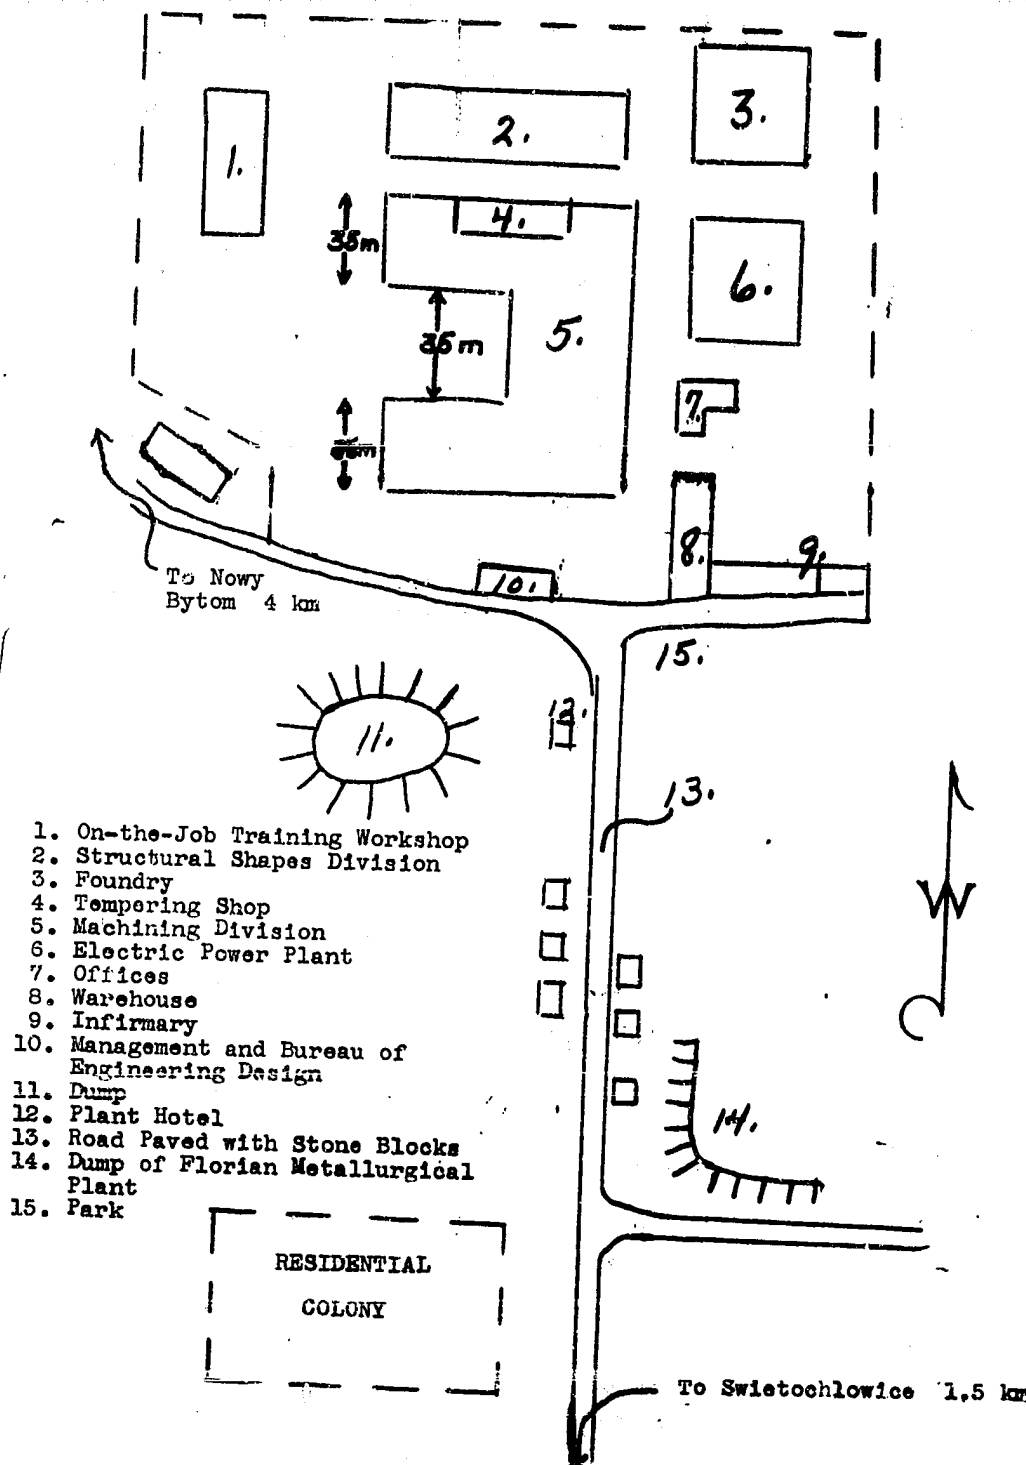 1.
2.
3.
4.
35m
6.
5.
35m
7.
8.
9.
10.
To Nowy
Bytom 4 km
15.
12.
11.
13.
1. On-the-Job Training Workshop
2. Structural Shapes Division
3. Foundry
4. Tempering Shop
5. Machining Division
6. Electric Power Plant
7. Offices
8. Warehouse
9. Infirmary
10. Management and Bureau of
Engineering Design
11. Dump
12. Plant Hotel
13. Road Paved with Stone Blocks
14. Dump of Florian Metallurgical
Plant
15. Park
14.
RESIDENTIAL
COLONY
To Swietochlowice 1.5 km